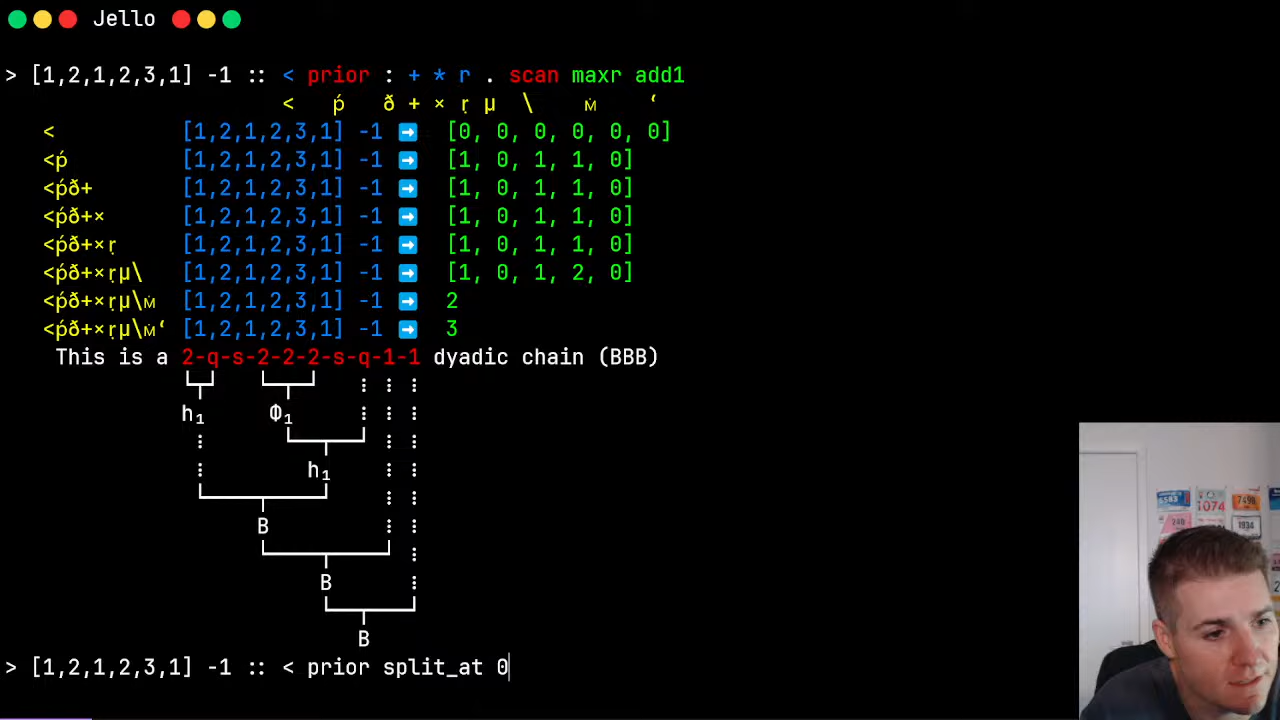 Jello
> [1,2,1,2,3,1] -1 :: < prior : + * r . scan maxr add1
< ṕ ð + × ṛ µ \ ṁ ‘
< [1,2,1,2,3,1] -1 ➡ [0, 0, 0, 0, 0, 0]
<ṕ [1,2,1,2,3,1] -1 ➡ [1, 0, 1, 1, 0]
<ṕð+ [1,2,1,2,3,1] -1 ➡ [1, 0, 1, 1, 0]
<ṕð+× [1,2,1,2,3,1] -1 ➡ [1, 0, 1, 1, 0]
<ṕð+×ṛ [1,2,1,2,3,1] -1 ➡ [1, 0, 1, 1, 0]
<ṕð+×ṛµ\ [1,2,1,2,3,1] -1 ➡ [1, 0, 1, 2, 0]
<ṕð+×ṛµ\ṁ [1,2,1,2,3,1] -1 ➡ 2
<ṕð+×ṛµ\ṁ‘ [1,2,1,2,3,1] -1 ➡ 3
This is a 2-q-s-2-2-2-s-q-1-1 dyadic chain (BBB)
h₁ Φ₁
h₁
B
B
B
> [1,2,1,2,3,1] -1 :: < prior split_at 0
1074
1934